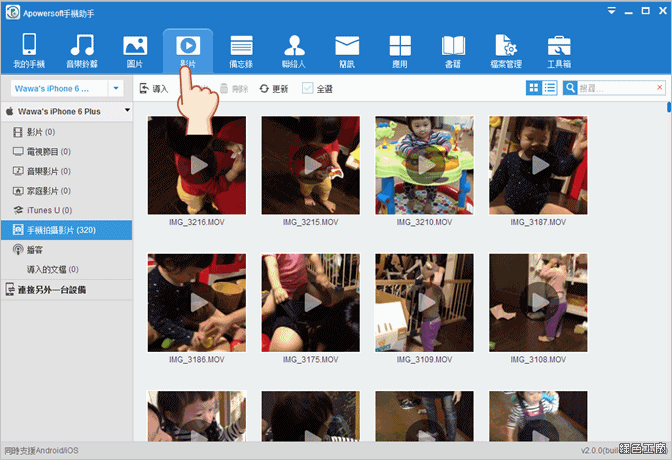 Apowersoft手機助手
我的手機 音樂鈴聲 圖片 影片 備忘錄 聯絡人 簡訊 應用 書籍 檔案管理 工具箱
Wawa's iPhone 6 ... 導入 刪除 更新 全選 搜尋...
Wawa's iPhone 6 Plus
影片 (0)
電視節目 (0)
音樂影片 (0)
家庭影片 (0)
iTunes U (0)
手機拍攝影片 (320)
播客
導入的文檔 (0)
連接另外一台設備
IMG_3216.MOV IMG_3215.MOV IMG_3210.MOV IMG_3187.MOV
IMG_3186.MOV IMG_3175.MOV IMG_3109.MOV IMG_3108.MOV
同時支援Android/iOS v2.0.0(bui
綠色工廠